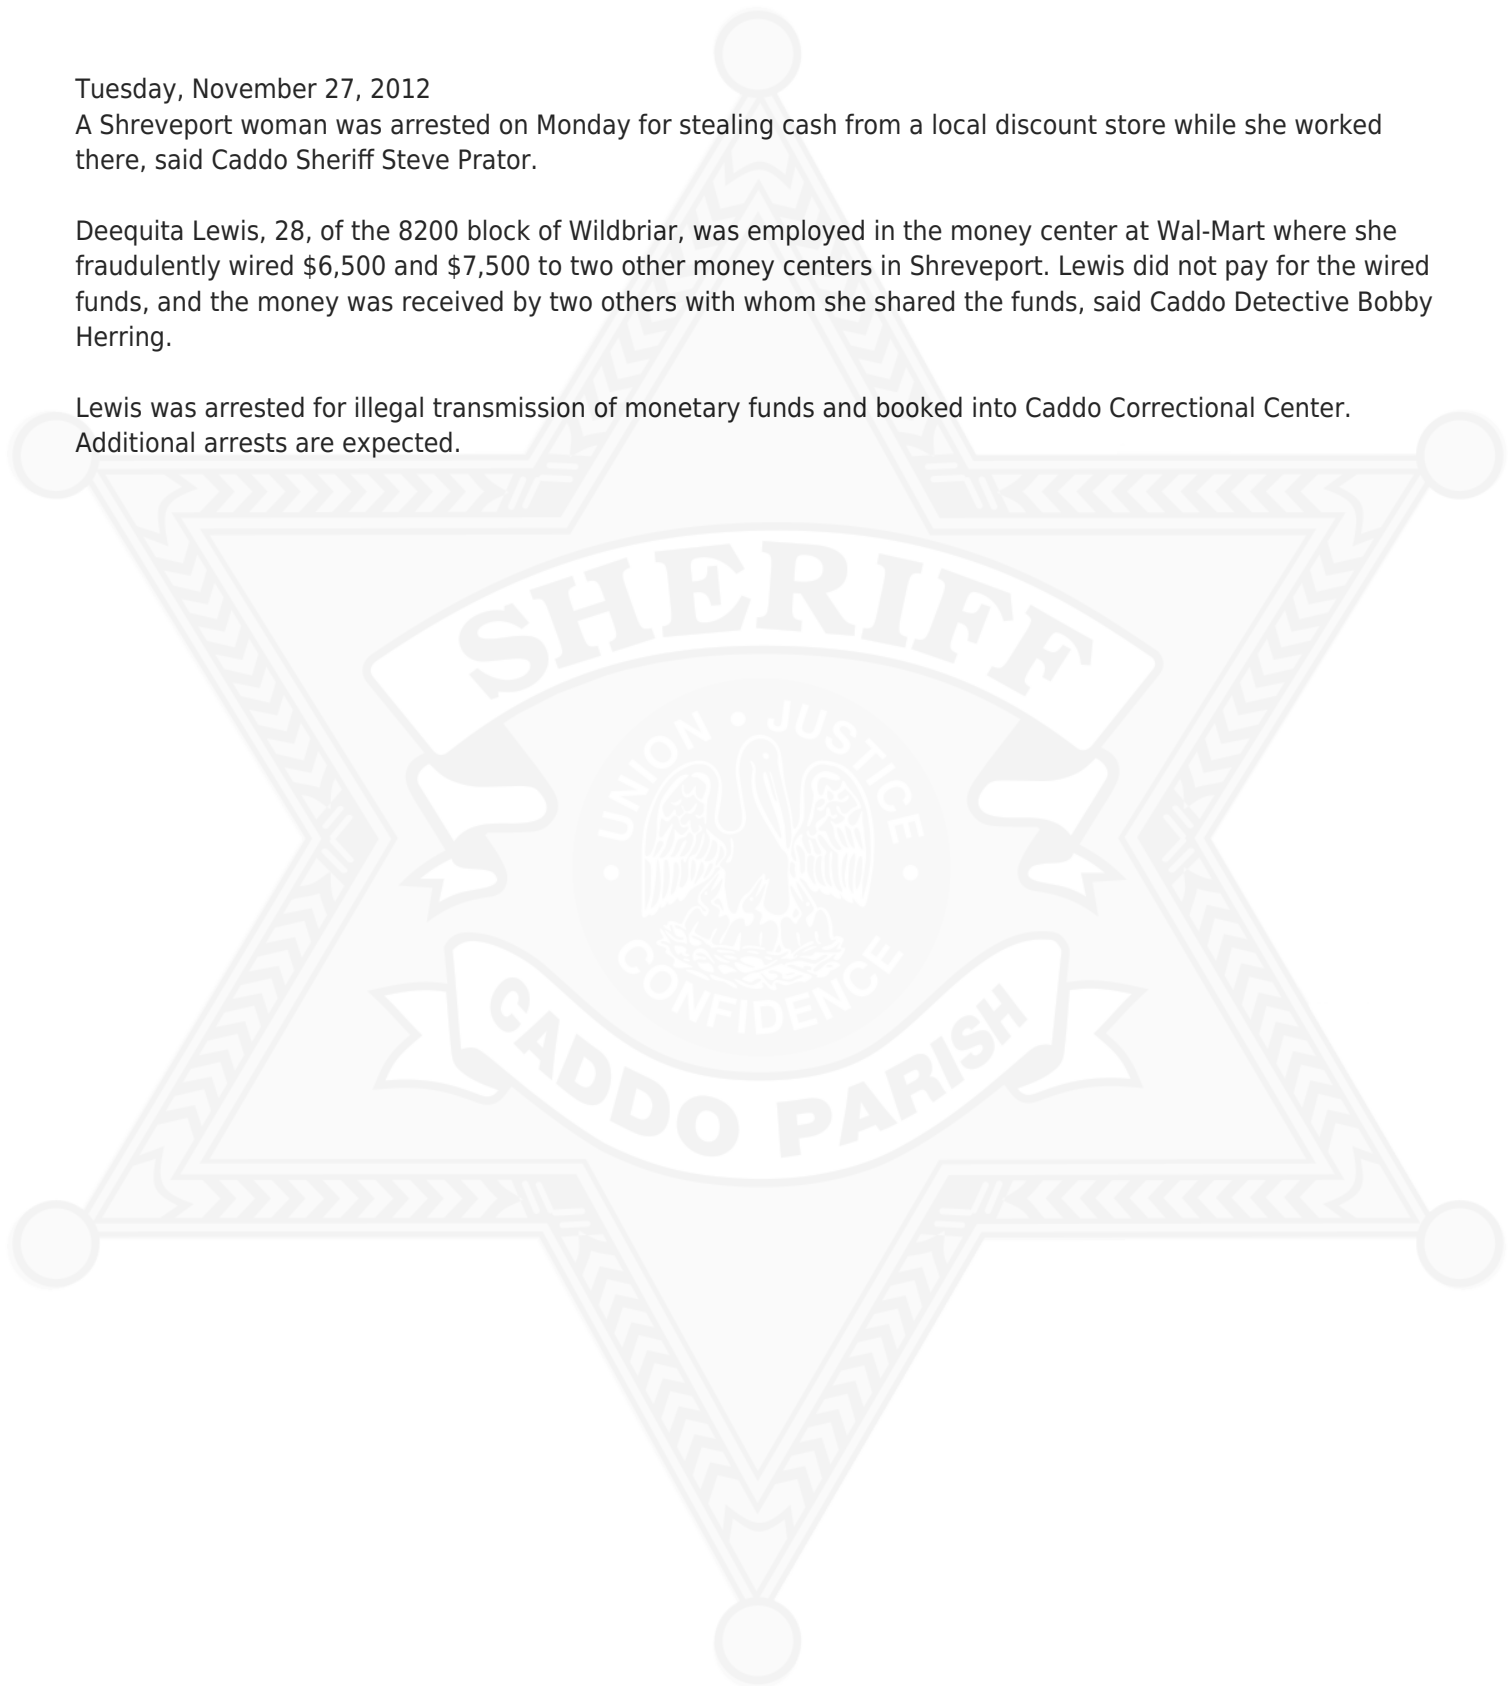 Tuesday, November 27, 2012
A Shreveport woman was arrested on Monday for stealing cash from a local discount store while she worked
there, said Caddo Sheriff Steve Prator.
Deequita Lewis, 28, of the 8200 block of Wildbriar, was employed in the money center at Wal-Mart where she
fraudulently wired $6,500 and $7,500 to two other money centers in Shreveport. Lewis did not pay for the wired
funds, and the money was received by two others with whom she shared the funds, said Caddo Detective Bobby
Herring.
Lewis was arrested for illegal transmission of monetary funds and booked into Caddo Correctional Center.
Additional arrests are expected.
SHERIFF
UNION • JUSTICE
• CONFIDENCE •
CADDO PARISH